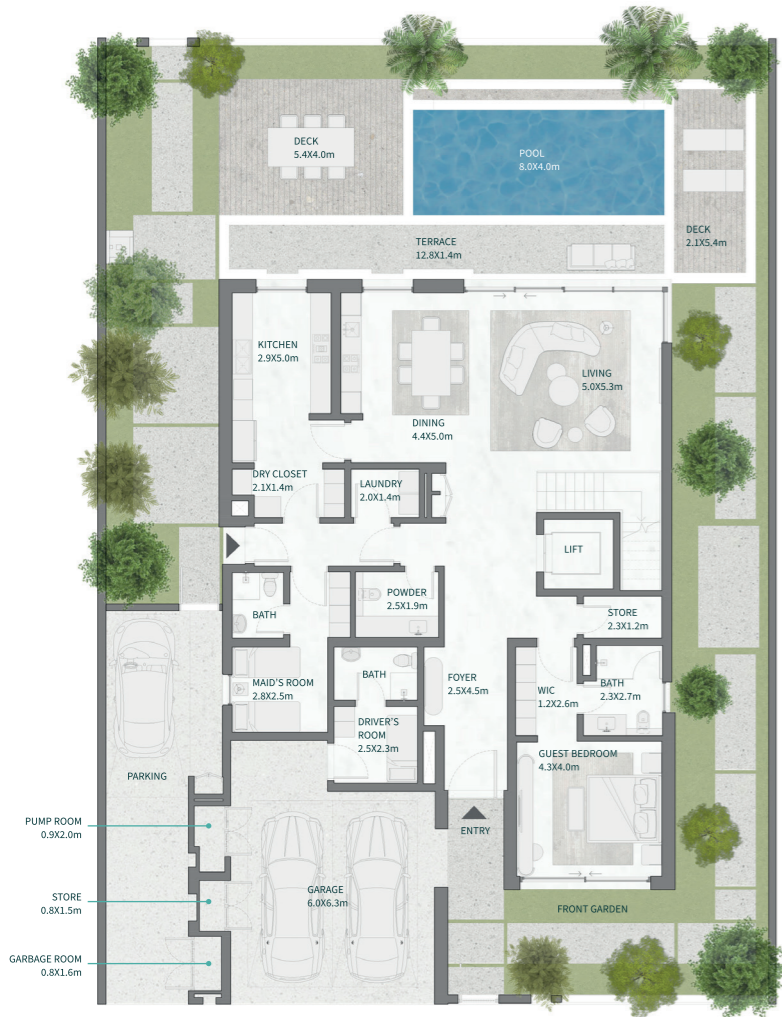 DECK
5.4X4.0m
POOL
8.0X4.0m
DECK
2.1X5.4m
TERRACE
12.8X1.4m
KITCHEN
2.9X5.0m
LIVING
5.0X5.3m
DINING
4.4X5.0m
DRY CLOSET
2.1X1.4m
LAUNDRY
2.0X1.4m
LIFT
BATH
POWDER
2.5X1.9m
STORE
2.3X1.2m
MAID'S ROOM
2.8X2.5m
BATH
FOYER
2.5X4.5m
WIC
1.2X2.6m
BATH
2.3X2.7m
DRIVER'S
ROOM
2.5X2.3m
GUEST BEDROOM
4.3X4.0m
PARKING
PUMP ROOM
0.9X2.0m
ENTRY
STORE
0.8X1.5m
GARAGE
6.0X6.3m
FRONT GARDEN
GARBAGE ROOM
0.8X1.6m